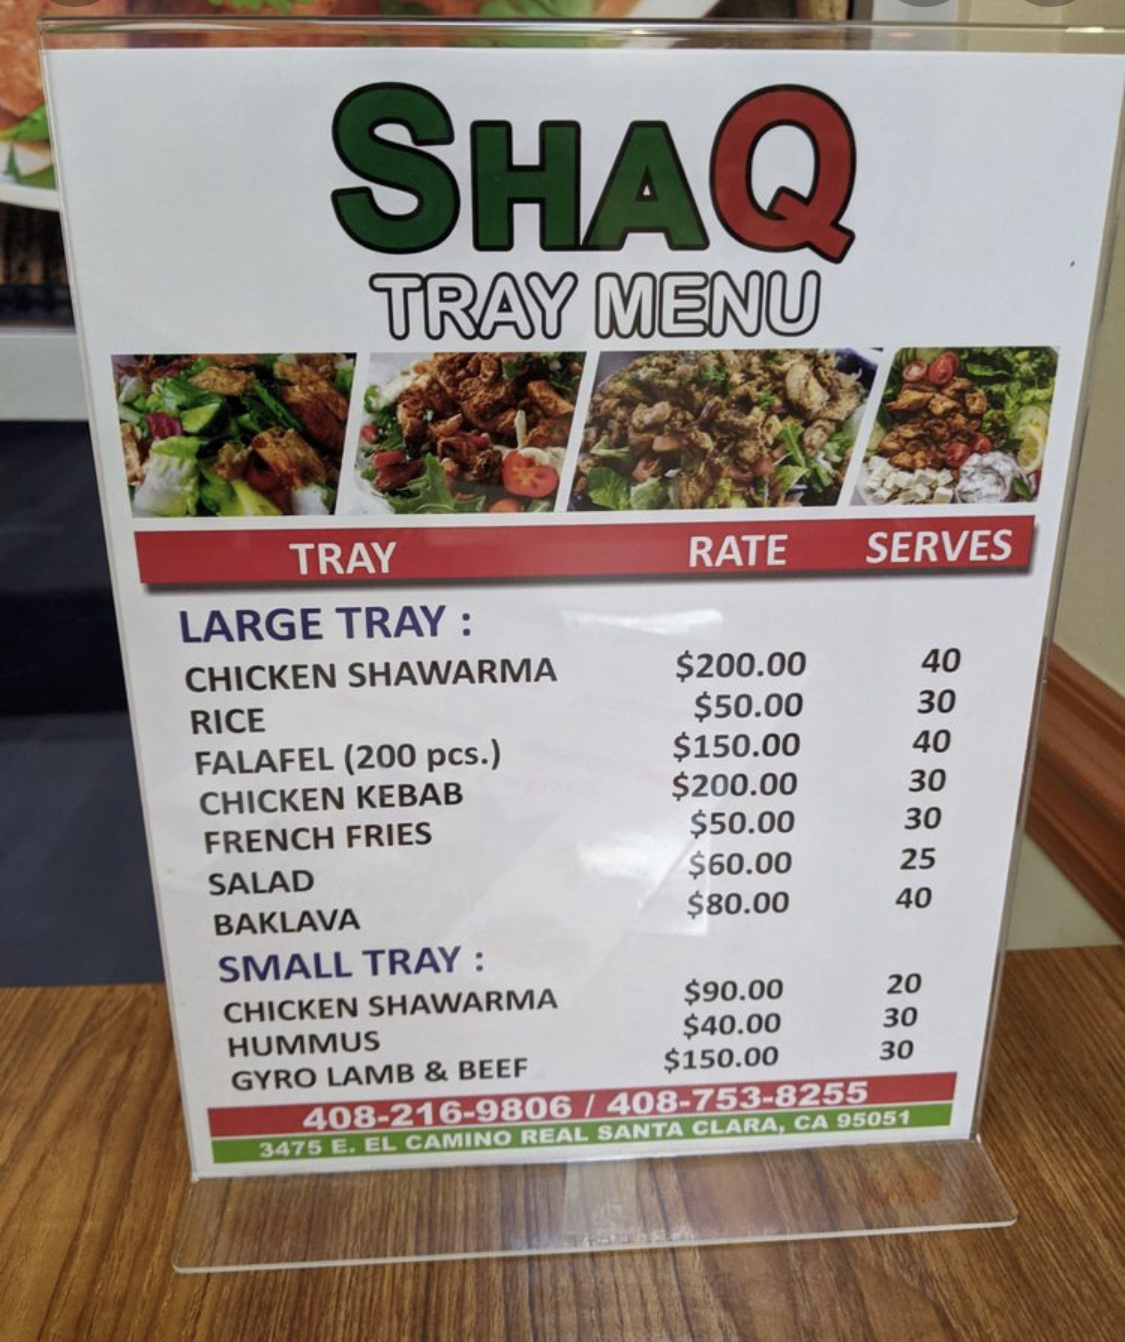 SHAQ
TRAY MENU
TRAY RATE SERVES
LARGE TRAY :
CHICKEN SHAWARMA $200.00 40
RICE $50.00 30
FALAFEL (200 pcs.) $150.00 40
CHICKEN KEBAB $200.00 30
FRENCH FRIES $50.00 30
SALAD $60.00 25
BAKLAVA $80.00 40
SMALL TRAY :
CHICKEN SHAWARMA $90.00 20
HUMMUS $40.00 30
GYRO LAMB & BEEF $150.00 30
408-216-9806 / 408-753-8255
3475 E. EL CAMINO REAL SANTA CLARA, CA 95051